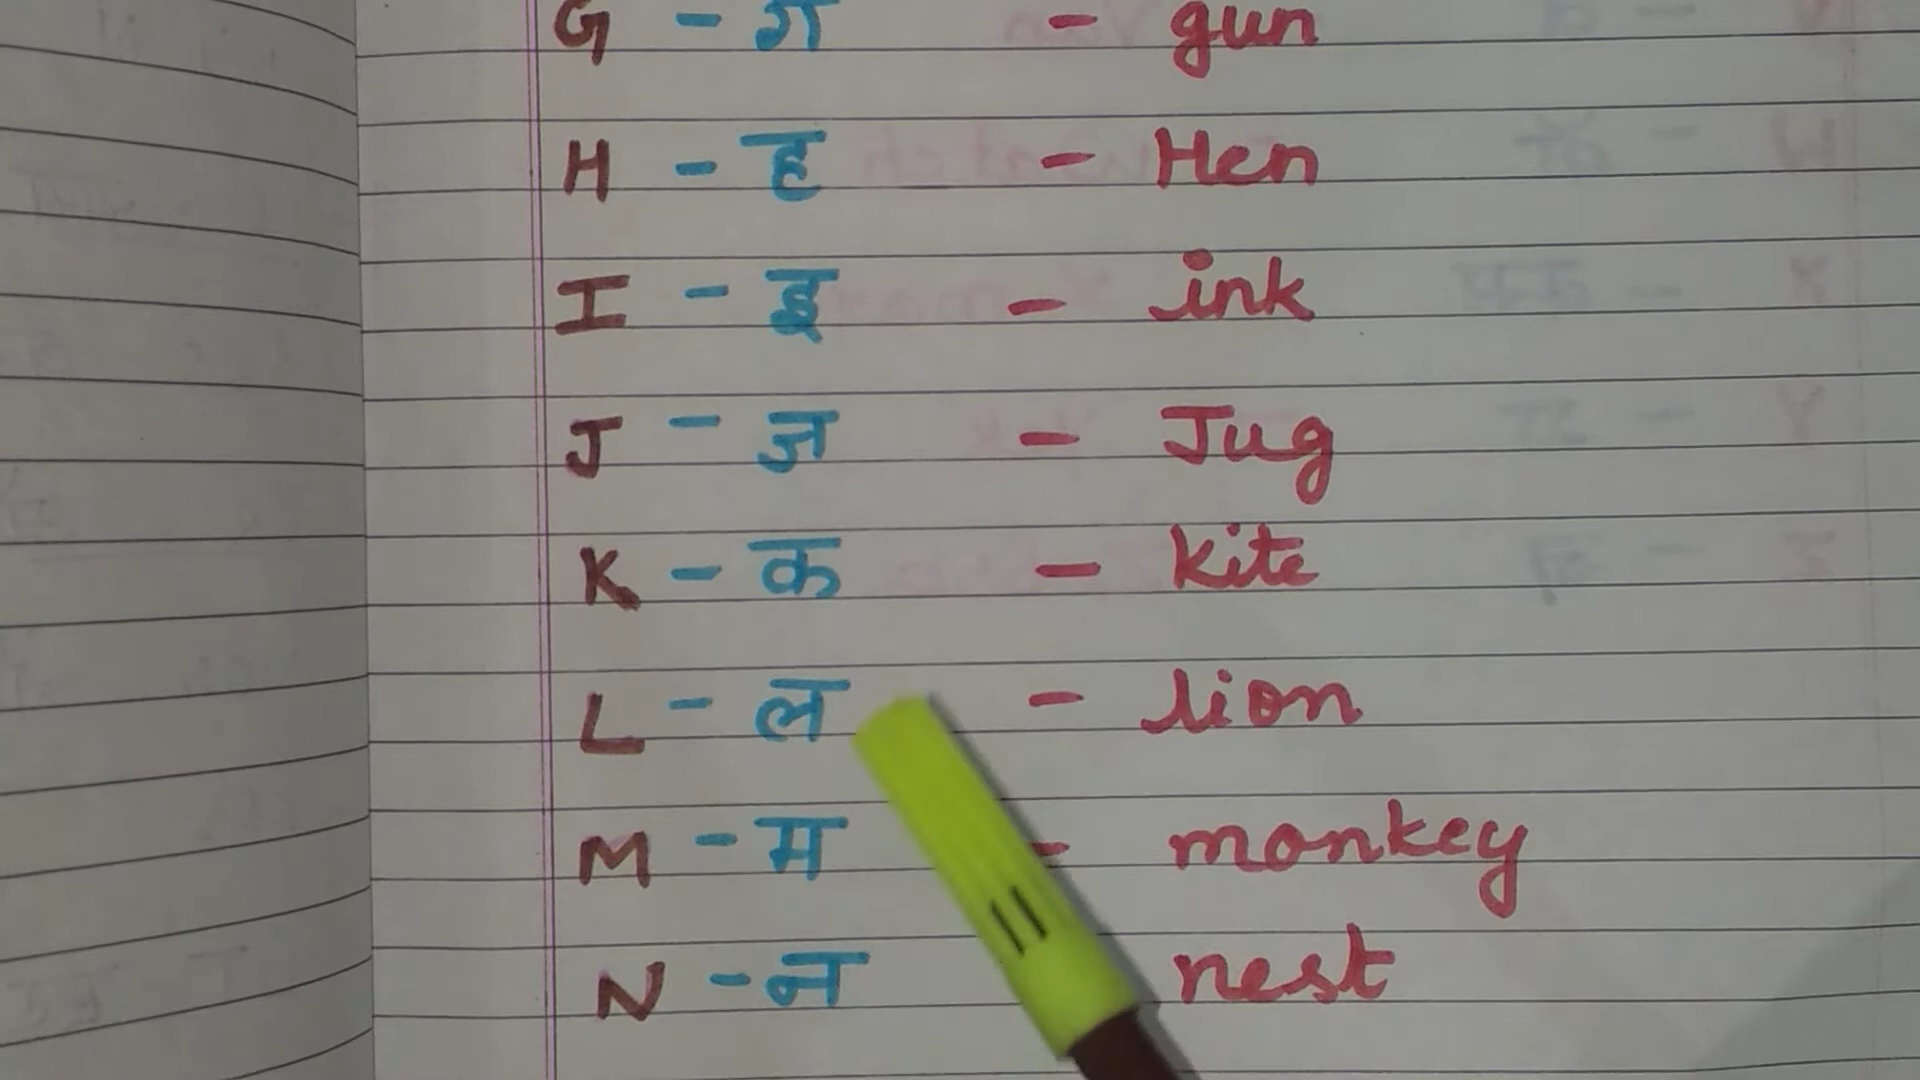 G - ग - gun
H - ह - Hen
I - इ - ink
J - ज - Jug
K - क - Kite
L - ल - lion
M - म - monkey
N - न nest